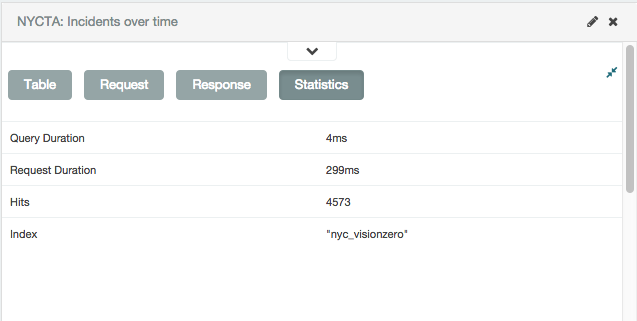 NYCTA: Incidents over time
Table Request Response Statistics
Query Duration 4ms
Request Duration 299ms
Hits 4573
Index "nyc_visionzero"